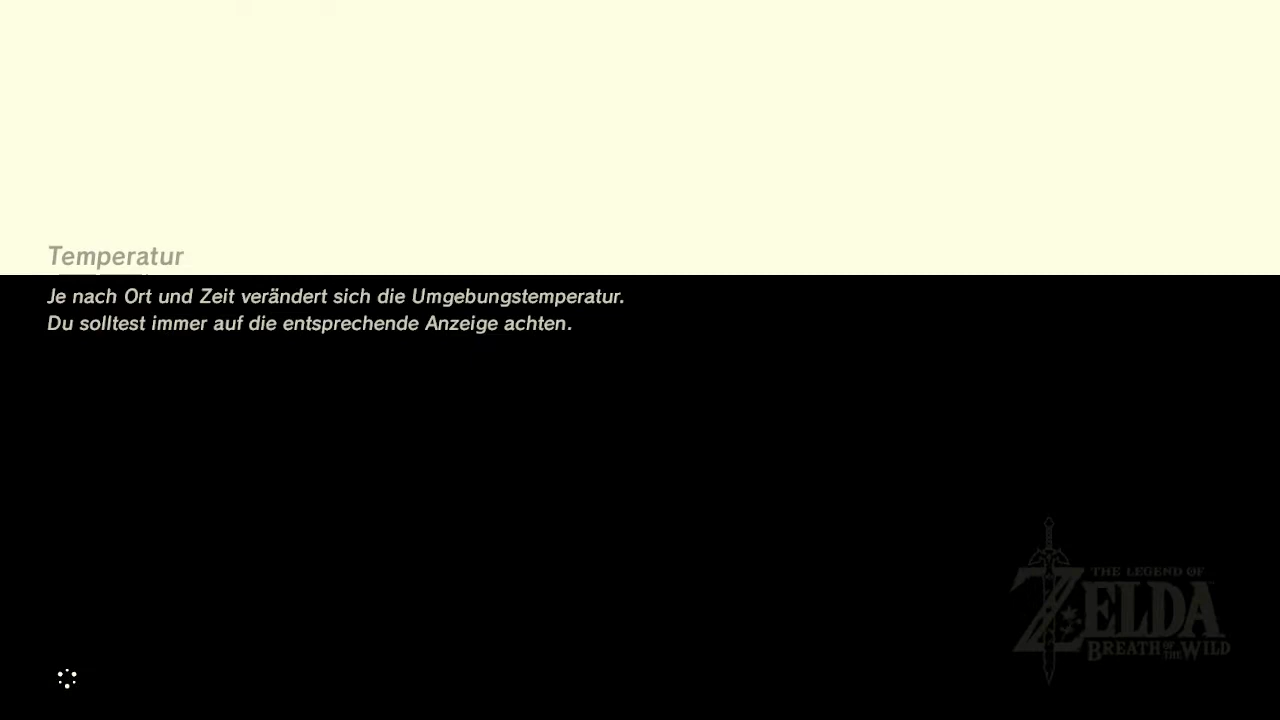 Temperatur
Je nach Ort und Zeit verändert sich die Umgebungstemperatur.
Du solltest immer auf die entsprechende Anzeige achten.
THE LEGEND OF
ZELDA
BREATH OF THE WILD